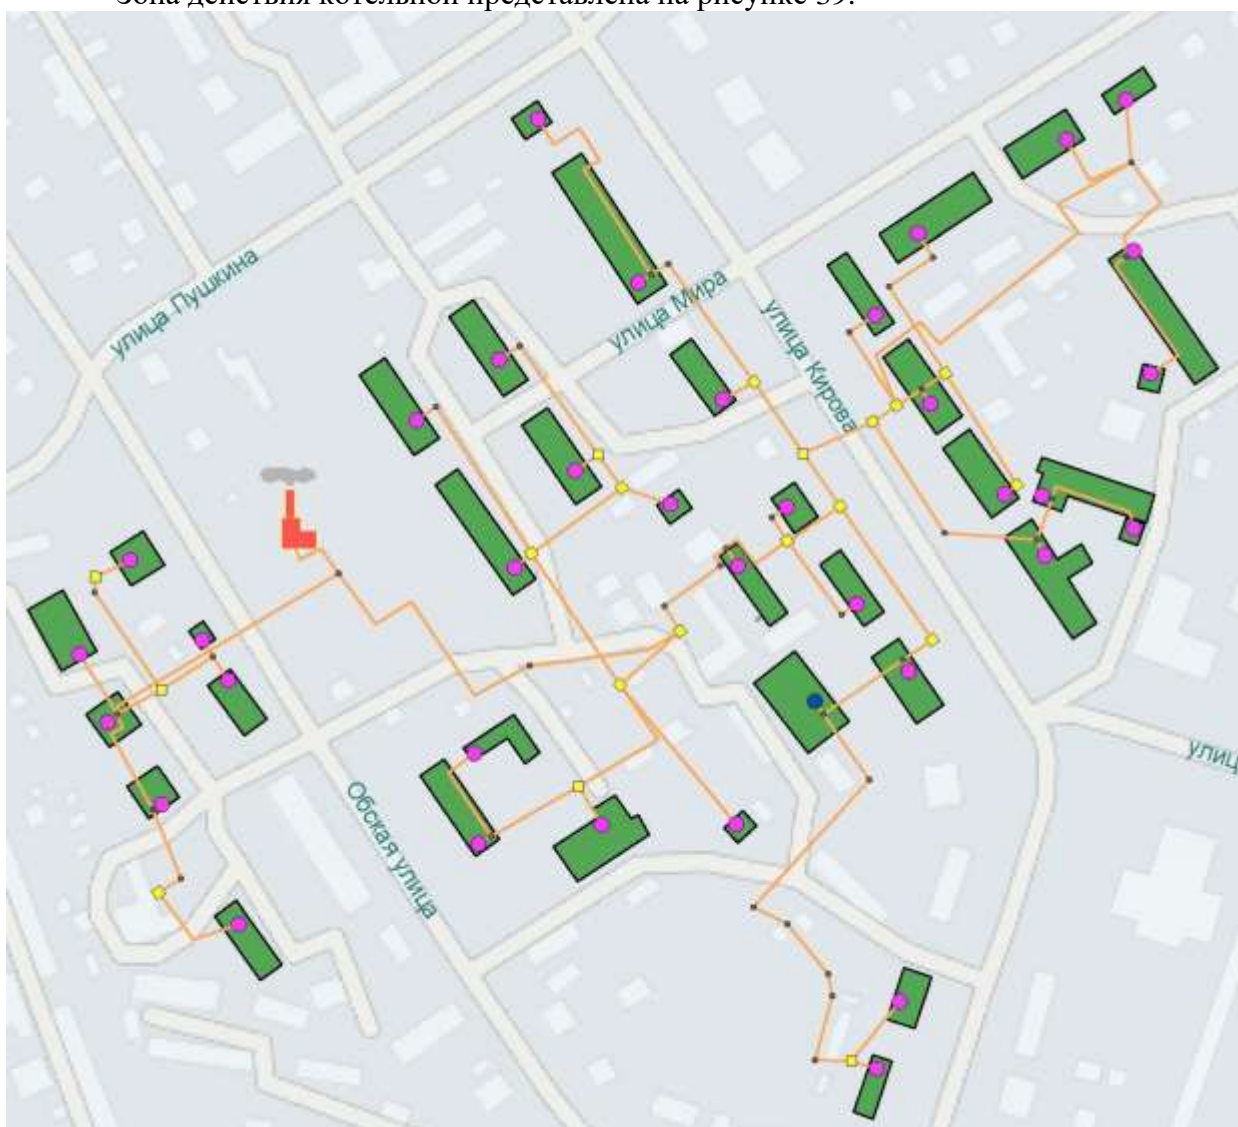 Зона действия котельной представлена на рисунке 39.
улица Пушкина
улица Мира
улица Кирова
улиц
Обская улица